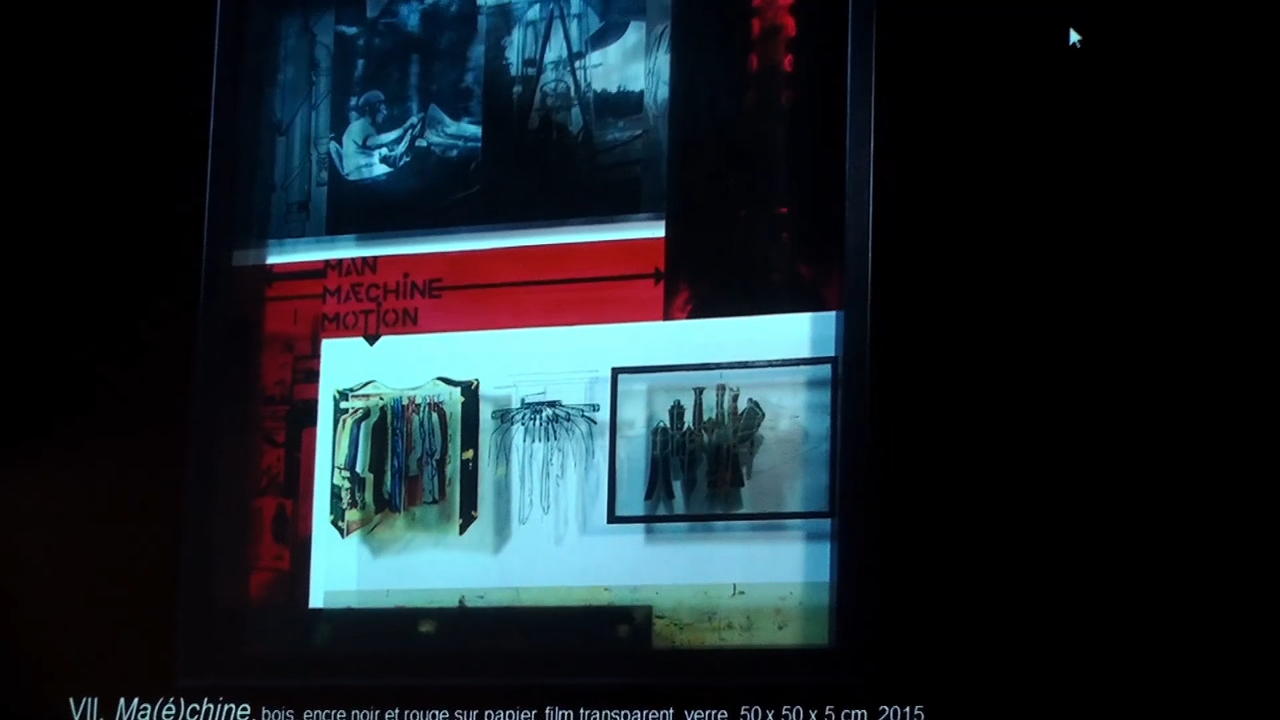 MAN
MÆCHINE
MOTION
VII. Ma(é)chine, bois, encre noir et rouge sur papier, film transparent, verre, 50 x 50 x 5 cm, 2015